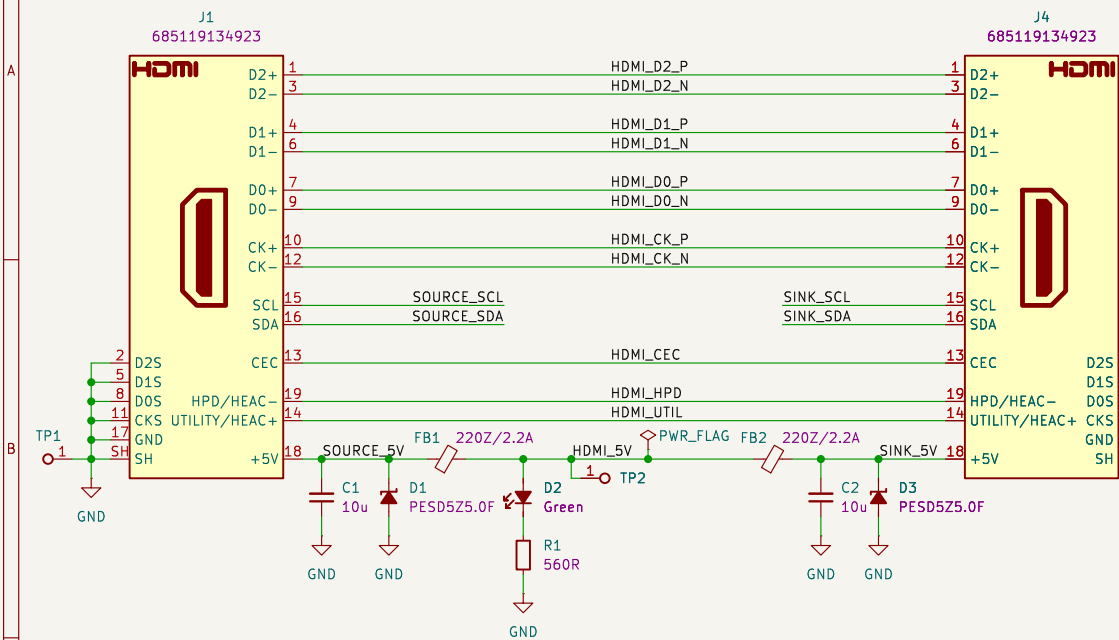 J1
685119134923
J4
685119134923
A
HDMI
HDMI
D2+ 1 HDMI_D2_P 1 D2+
D2- 3 HDMI_D2_N 3 D2-
D1+ 4 HDMI_D1_P 4 D1+
D1- 6 HDMI_D1_N 6 D1-
D0+ 7 HDMI_D0_P 7 D0+
D0- 9 HDMI_D0_N 9 D0-
CK+ 10 HDMI_CK_P 10 CK+
CK- 12 HDMI_CK_N 12 CK-
SCL 15 SOURCE_SCL SINK_SCL 15 SCL
SDA 16 SOURCE_SDA SINK_SDA 16 SDA
2 D2S CEC 13 HDMI_CEC 13 CEC D2S
5 D1S D1S
8 D0S HPD/HEAC- 19 HDMI_HPD 19 HPD/HEAC- D0S
11 CKS UTILITY/HEAC+ 14 HDMI_UTIL 14 UTILITY/HEAC+ CKS
B
TP1 17 GND FB1 220Z/2.2A PWR_FLAG FB2 220Z/2.2A GND
1 SH SH +5V 18 SOURCE_5V HDMI_5V SINK_5V 18 +5V SH
1 TP2
C1
10u
D1
PESD5Z5.0F
D2
Green
C2
10u
D3
PESD5Z5.0F
GND
R1
560R
GND
GND
GND
GND
GND